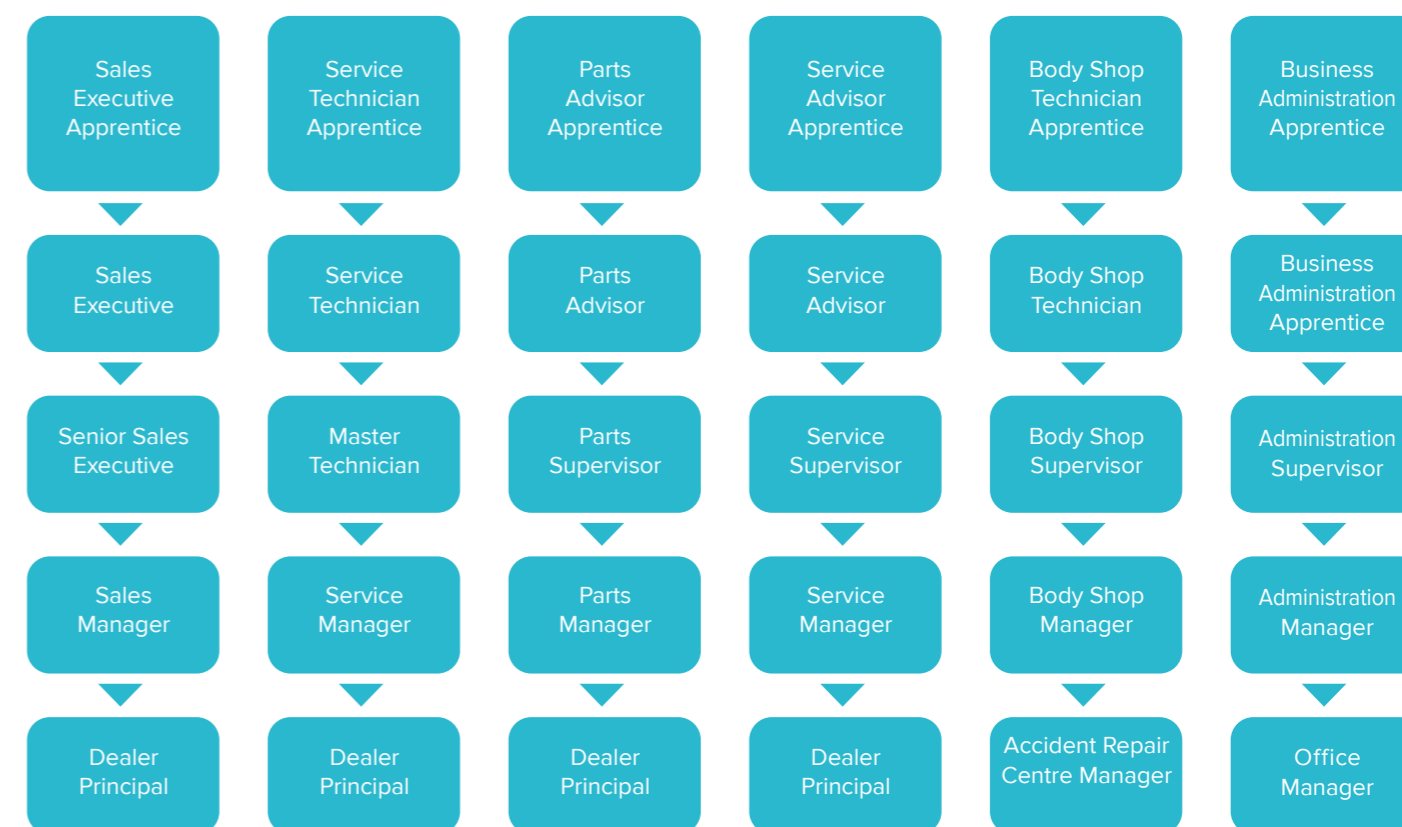 Sales
Executive
Apprentice
Service
Technician
Apprentice
Parts
Advisor
Apprentice
Service
Advisor
Apprentice
Body Shop
Technician
Apprentice
Business
Administration
Apprentice
Sales
Executive
Service
Technician
Parts
Advisor
Service
Advisor
Body Shop
Technician
Business
Administration
Apprentice
Senior Sales
Executive
Master
Technician
Parts
Supervisor
Service
Supervisor
Body Shop
Supervisor
Administration
Supervisor
Sales
Manager
Service
Manager
Parts
Manager
Service
Manager
Body Shop
Manager
Administration
Manager
Dealer
Principal
Dealer
Principal
Dealer
Principal
Dealer
Principal
Accident Repair
Centre Manager
Office
Manager